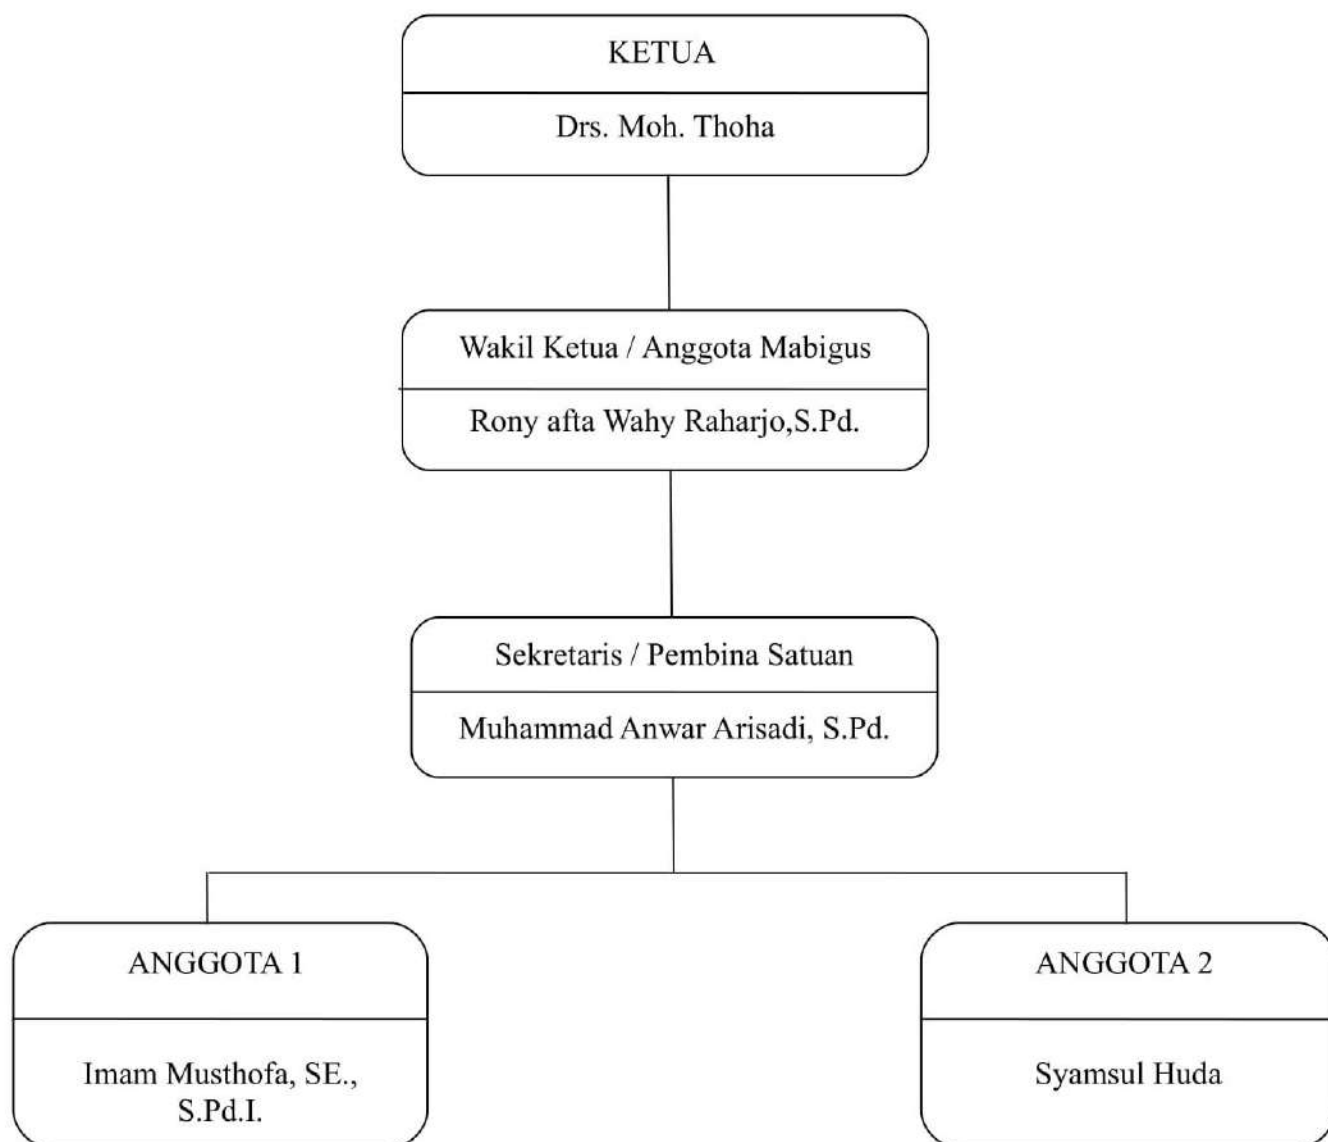 KETUA
Drs. Moh. Thoha
Wakil Ketua / Anggota Mabigus
Rony afta Wahy Raharjo,S.Pd.
Sekretaris / Pembina Satuan
Muhammad Anwar Arisadi, S.Pd.
ANGGOTA 1
Imam Musthofa, SE.,
S.Pd.I.
ANGGOTA 2
Syamsul Huda